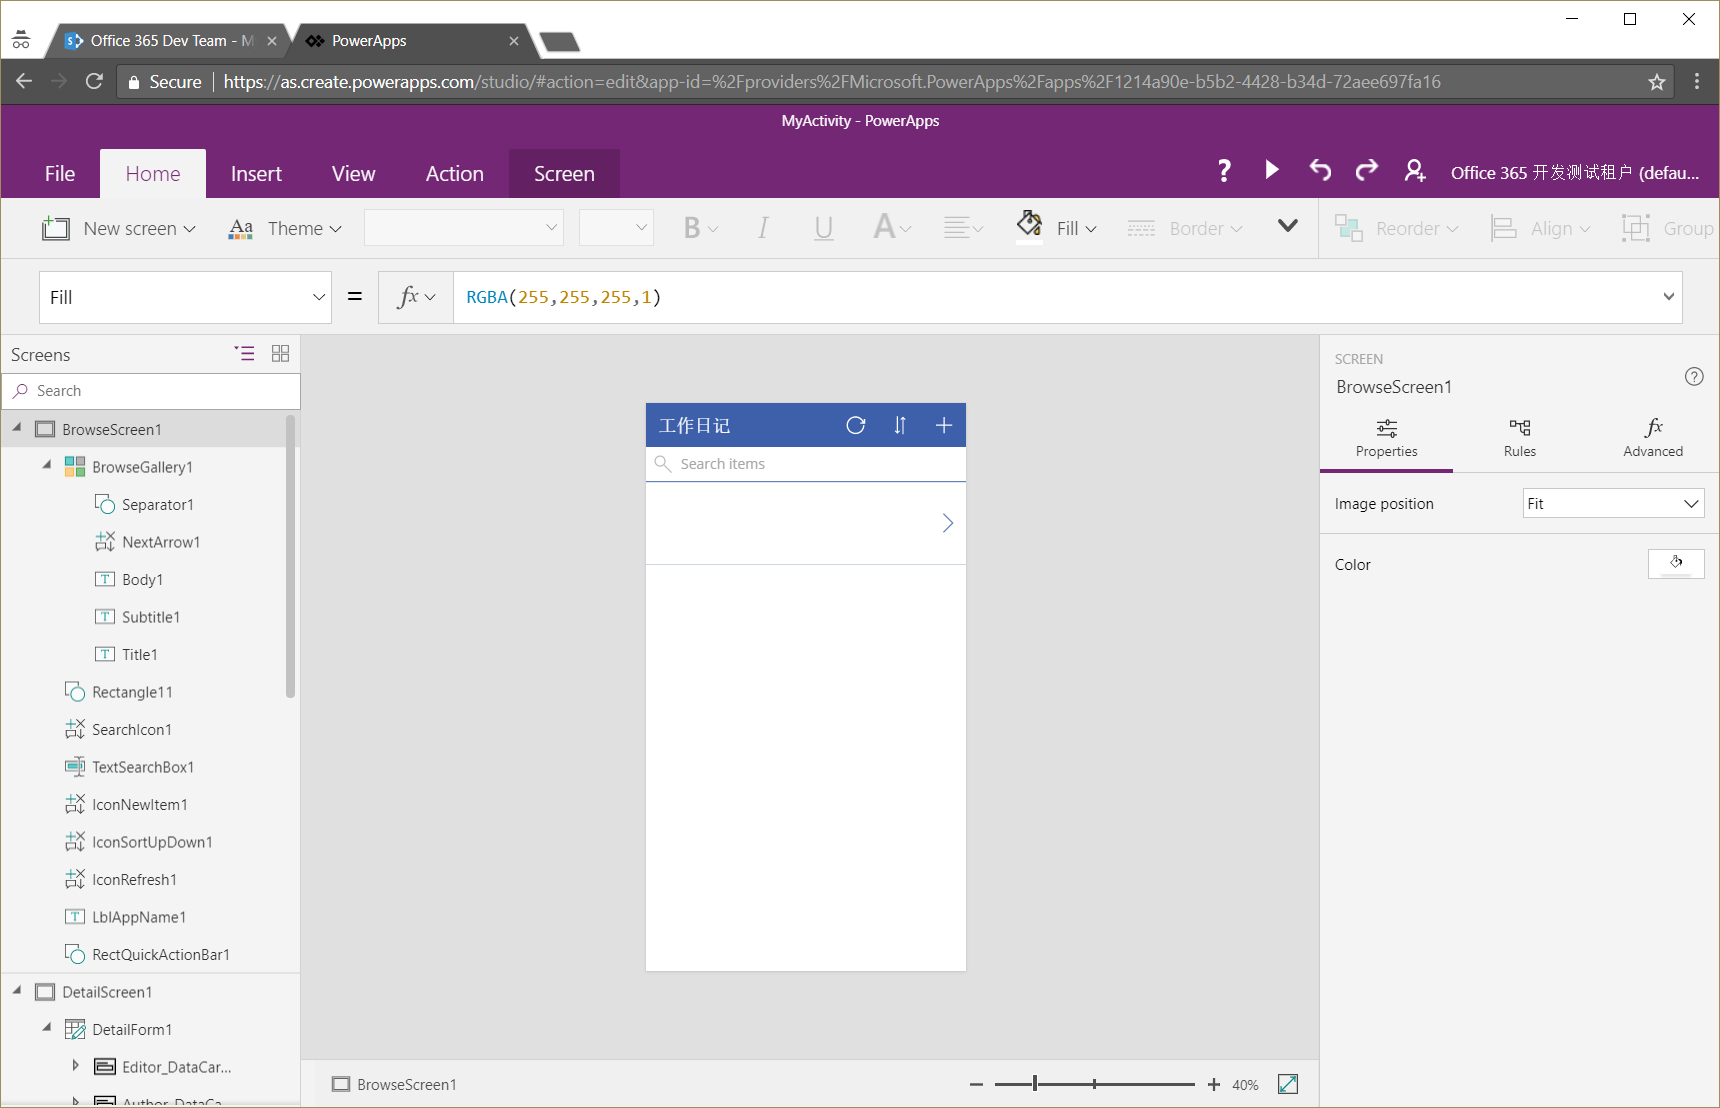 Office 365 Dev Team - M
PowerApps
Secure
https://as.create.powerapps.com/studio/#action=edit&app-id=%2Fproviders%2FMicrosoft.PowerApps%2Fapps%2F1214a90e-b5b2-4428-b34d-72aee697fa16
MyActivity - PowerApps
File Home Insert View Action Screen
Office 365 开发测试租户 (defau...
New screen Aa Theme B I U A Fill Border Reorder Align Group
Fill = fx RGBA(255,255,255,1)
Screens
Search
BrowseScreen1
BrowseGallery1
Separator1
NextArrow1
Body1
Subtitle1
Title1
Rectangle11
SearchIcon1
TextSearchBox1
IconNewItem1
IconSortUpDown1
IconRefresh1
LblAppName1
RectQuickActionBar1
DetailScreen1
DetailForm1
Editor_DataCar...
Author_DataCa...
工作日记
Search items
BrowseScreen1
40%
SCREEN
BrowseScreen1
Properties Rules Advanced
Image position Fit
Color